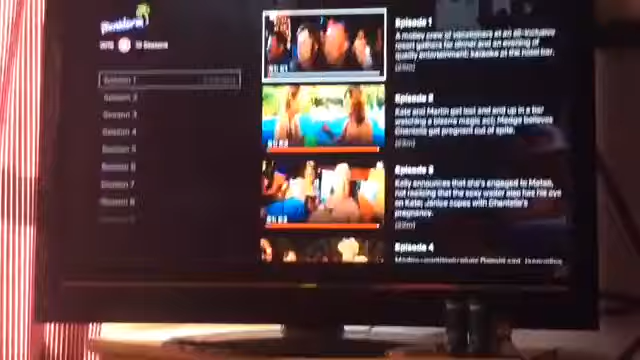 Benidorm
10 Seasons
Season 1
Season 2
Season 3
Season 4
Season 5
Season 6
Season 7
Season 8
Episode 1
A motley crew of vacationers at an all-inclusive
resort gathers for dinner and an evening of
quality entertainment: karaoke at the hotel bar.
Episode 2
Kate and Martin get lost and end up in a bar
watching a bizarre magic act; Madge believes
Chantelle got pregnant out of spite.
Episode 3
Kelly announces that she's engaged to Mateo,
not realizing that the sexy waiter also has his eye
on Kate; Janice copes with Chantelle's
pregnancy.
Episode 4